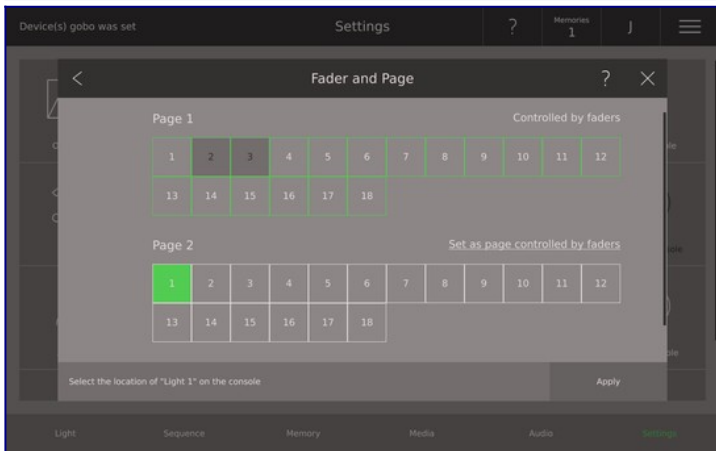 Device(s) gobo was set
Settings
?
Memories
1
J
Fader and Page
?
Page 1
Controlled by faders
1 2 3 4 5 6 7 8 9 10 11 12
13 14 15 16 17 18
Page 2
Set as page controlled by faders
1 2 3 4 5 6 7 8 9 10 11 12
13 14 15 16 17 18
Select the location of "Light 1" on the console
Apply
Light
Sequence
Memory
Media
Audio
Settings